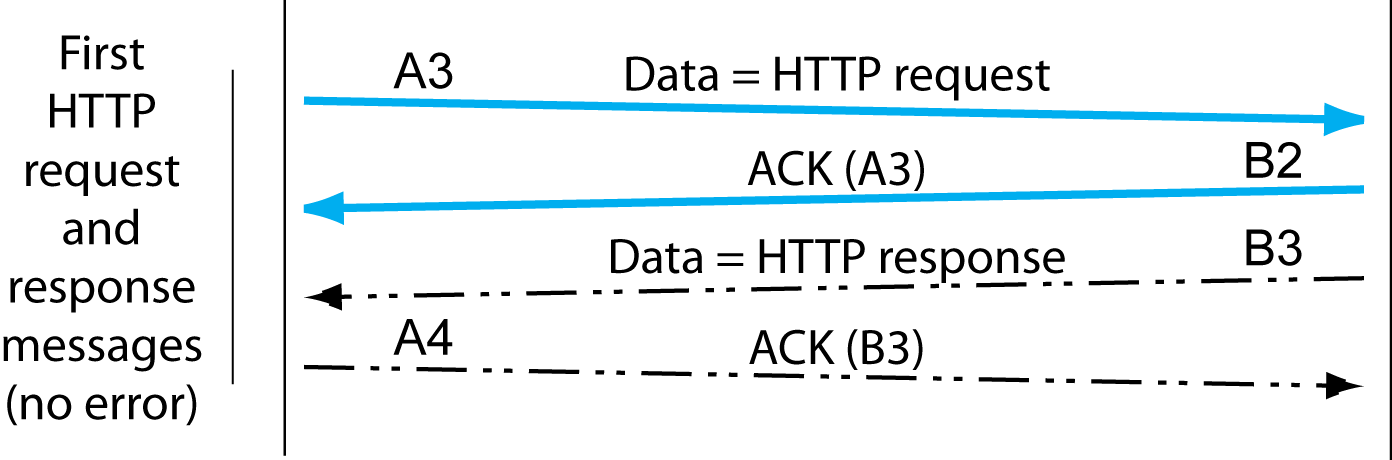 First
HTTP
request
and
response
messages
(no error)
A3 Data = HTTP request
ACK (A3) B2
Data = HTTP response B3
A4 ACK (B3)